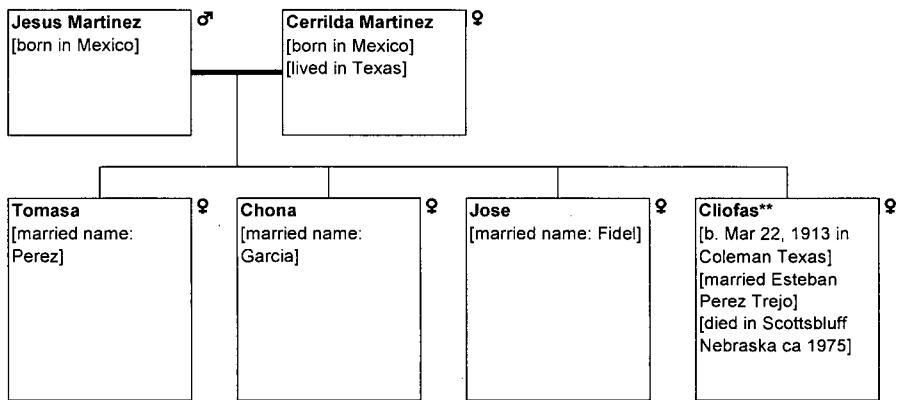 Jesus Martinez ♂
[born in Mexico]
Cerrilda Martinez ♀
[born in Mexico]
[lived in Texas]
Tomasa ♀
[married name:
Perez]
Chona ♀
[married name:
Garcia]
Jose ♀
[married name: Fidel]
Cliofas** ♀
[b. Mar 22, 1913 in
Coleman Texas]
[married Esteban
Perez Trejo]
[died in Scottsbluff
Nebraska ca 1975]